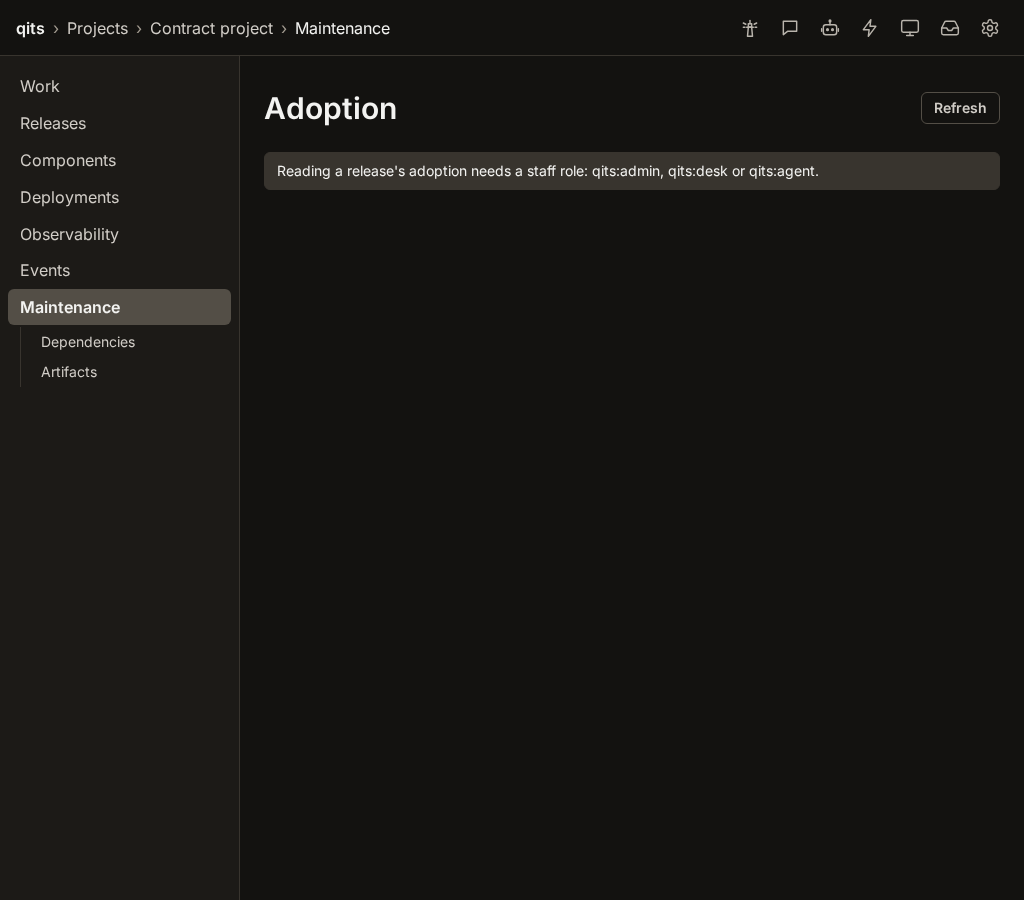 qits › Projects › Contract project › Maintenance
Work
Releases
Components
Deployments
Observability
Events
Maintenance
Dependencies
Artifacts
Adoption
Refresh
Reading a release's adoption needs a staff role: qits:admin, qits:desk or qits:agent.